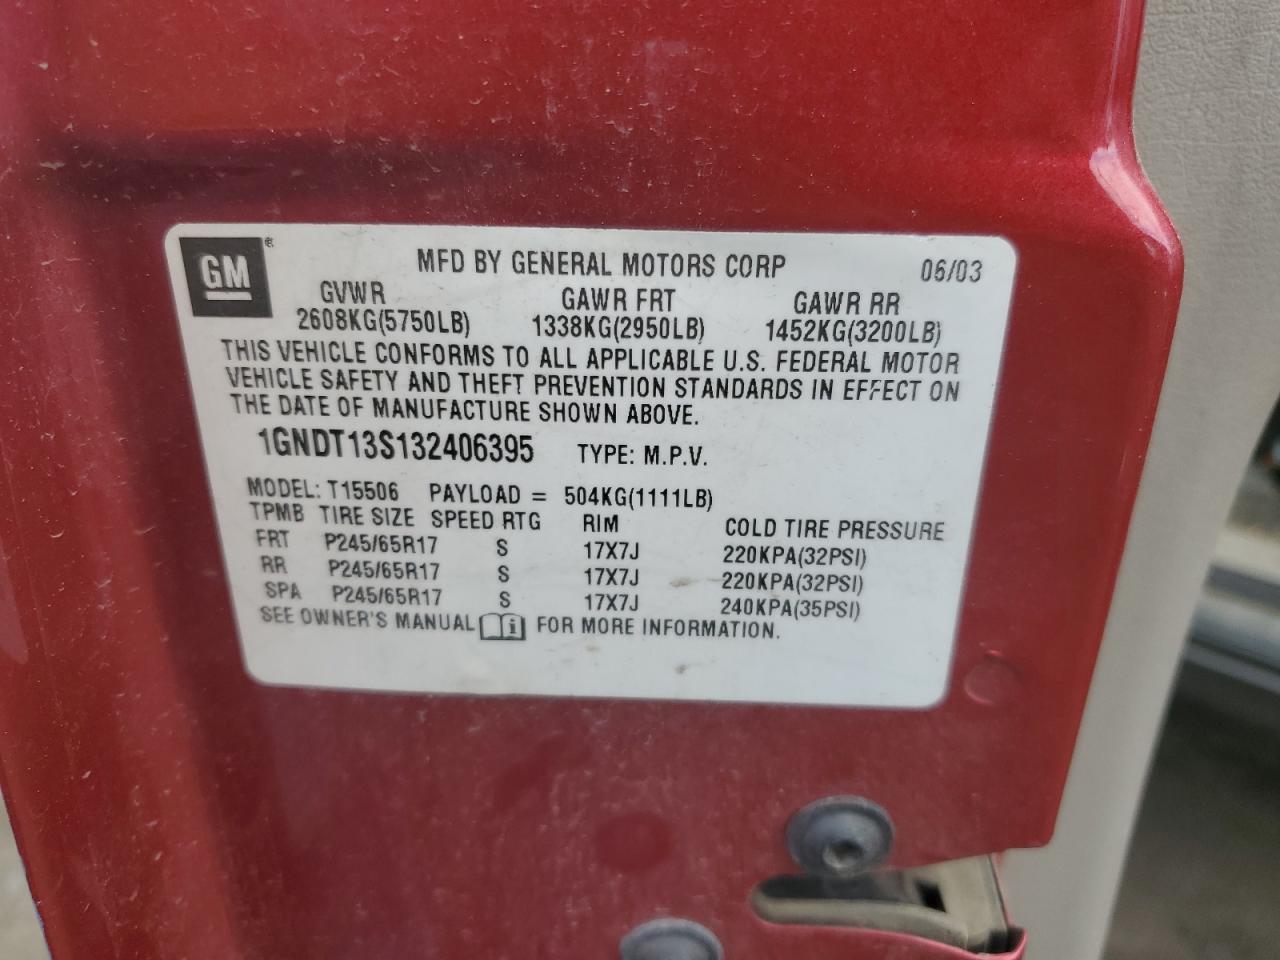 GM®
MFD BY GENERAL MOTORS CORP 06/03
GVWR GAWR FRT GAWR RR
2608KG(5750LB) 1338KG(2950LB) 1452KG(3200LB)
THIS VEHICLE CONFORMS TO ALL APPLICABLE U.S. FEDERAL MOTOR
VEHICLE SAFETY AND THEFT PREVENTION STANDARDS IN EFFECT ON
THE DATE OF MANUFACTURE SHOWN ABOVE.
1GNDT13S132406395 TYPE: M.P.V.
MODEL: T15506 PAYLOAD = 504KG(1111LB)
TPMB TIRE SIZE SPEED RTG RIM COLD TIRE PRESSURE
FRT P245/65R17 S 17X7J 220KPA(32PSI)
RR P245/65R17 S 17X7J 220KPA(32PSI)
SPA P245/65R17 S 17X7J 240KPA(35PSI)
SEE OWNER'S MANUAL i FOR MORE INFORMATION.